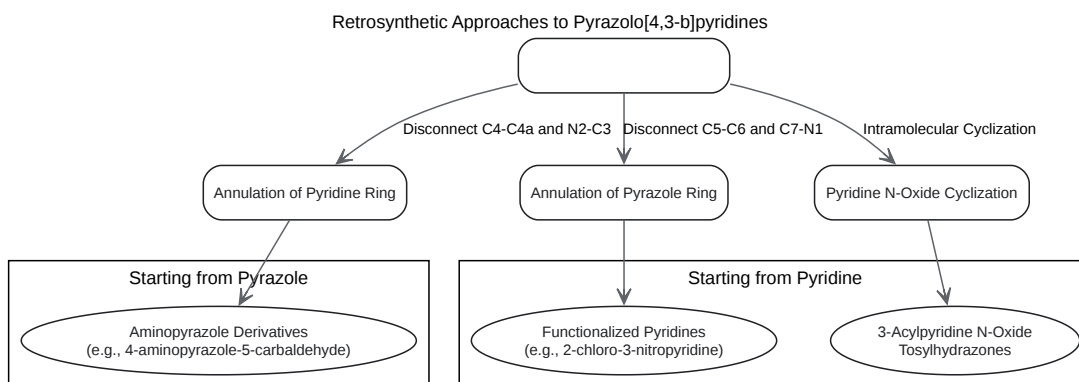 Retrosynthetic Approaches to Pyrazolo[4,3-b]pyridines
Disconnect C4-C4a and N2-C3
Disconnect C5-C6 and C7-N1
Intramolecular Cyclization
Annulation of Pyridine Ring
Annulation of Pyrazole Ring
Pyridine N-Oxide Cyclization
Starting from Pyrazole
Starting from Pyridine
Aminopyrazole Derivatives
(e.g., 4-aminopyrazole-5-carbaldehyde)
Functionalized Pyridines
(e.g., 2-chloro-3-nitropyridine)
3-Acylpyridine N-Oxide
Tosylhydrazones